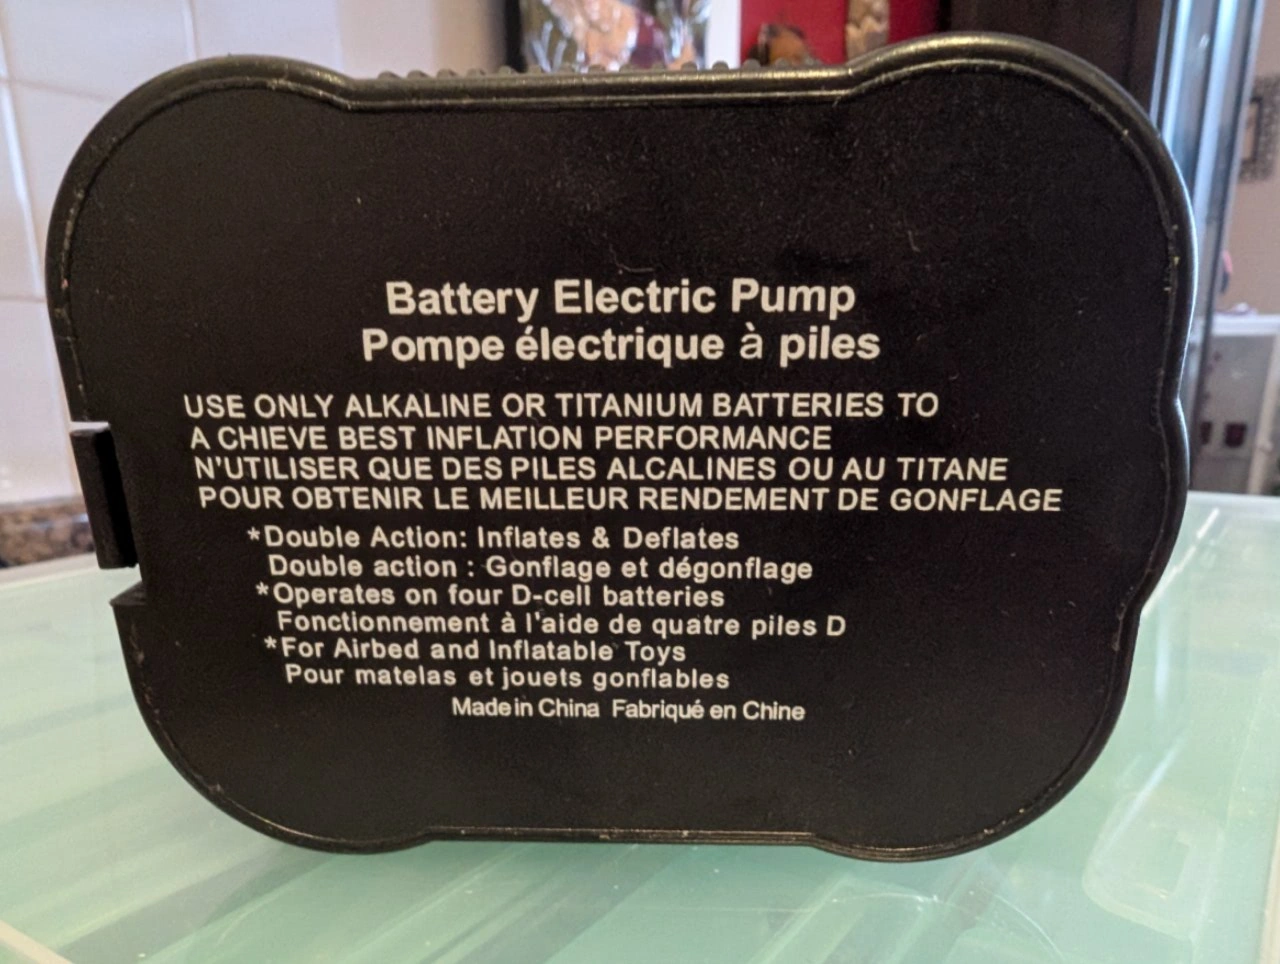 Battery Electric Pump
Pompe électrique à piles
USE ONLY ALKALINE OR TITANIUM BATTERIES TO
A CHIEVE BEST INFLATION PERFORMANCE
N'UTILISER QUE DES PILES ALCALINES OU AU TITANE
POUR OBTENIR LE MEILLEUR RENDEMENT DE GONFLAGE
*Double Action: Inflates & Deflates
Double action : Gonflage et dégonflage
*Operates on four D-cell batteries
Fonctionnement à l'aide de quatre piles D
*For Airbed and Inflatable Toys
Pour matelas et jouets gonflables
Made in China Fabriqué en Chine